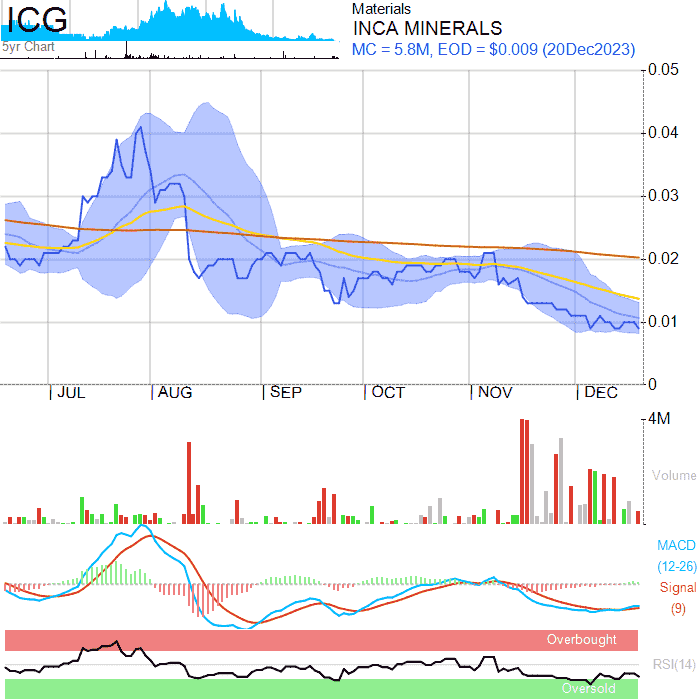 ICG
5yr Chart
Materials
INCA MINERALS
MC = 5.8M, EOD = $0.009 (20Dec2023)
0.05
0.04
0.03
0.02
0.01
0
JUL AUG SEP OCT NOV DEC
4M
Volume
MACD
(12-26)
Signal
(9)
Overbought
RSI(14)
Oversold